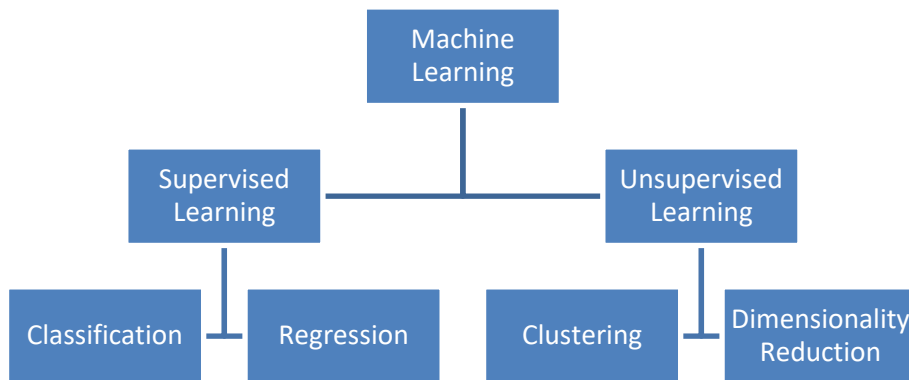 Machine
Learning
Supervised
Learning
Unsupervised
Learning
Classification
Regression
Clustering
Dimensionality
Reduction